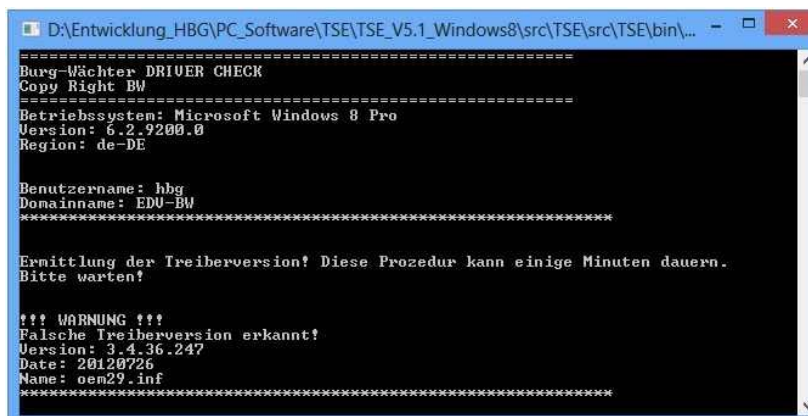 D:\Entwicklung_HBG\PC_Software\TSE\TSE_V5.1_Windows8\src\TSE\src\TSE\bin\...
========================================================
Burg-Wächter DRIVER CHECK
Copy Right BW
========================================================
Betriebssystem: Microsoft Windows 8 Pro
Version: 6.2.9200.0
Region: de-DE
Benutzername: hbg
Domainname: EDV-BW
************************************************************
Ermittlung der Treiberversion! Diese Prozedur kann einige Minuten dauern.
Bitte warten!
!!! WARNUNG !!!
Falsche Treiberversion erkannt!
Version: 3.4.36.247
Date: 20120726
Name: oem29.inf
************************************************************